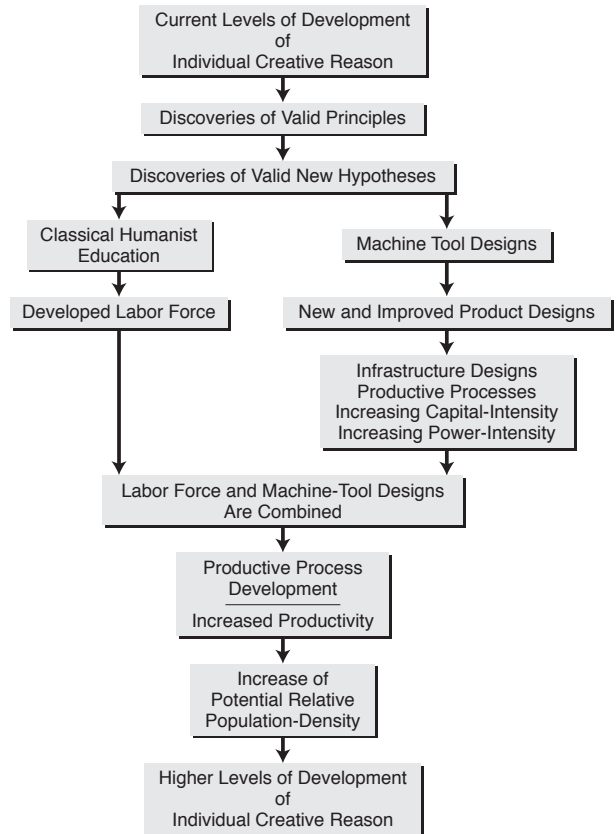 Current Levels of Development
of
Individual Creative Reason
Discoveries of Valid Principles
Discoveries of Valid New Hypotheses
Classical Humanist
Education
Machine Tool Designs
Developed Labor Force
New and Improved Product Designs
Infrastructure Designs
Productive Processes
Increasing Capital-Intensity
Increasing Power-Intensity
Labor Force and Machine-Tool Designs
Are Combined
Productive Process
Development
Increased Productivity
Increase of
Potential Relative
Population-Density
Higher Levels of Development
of
Individual Creative Reason